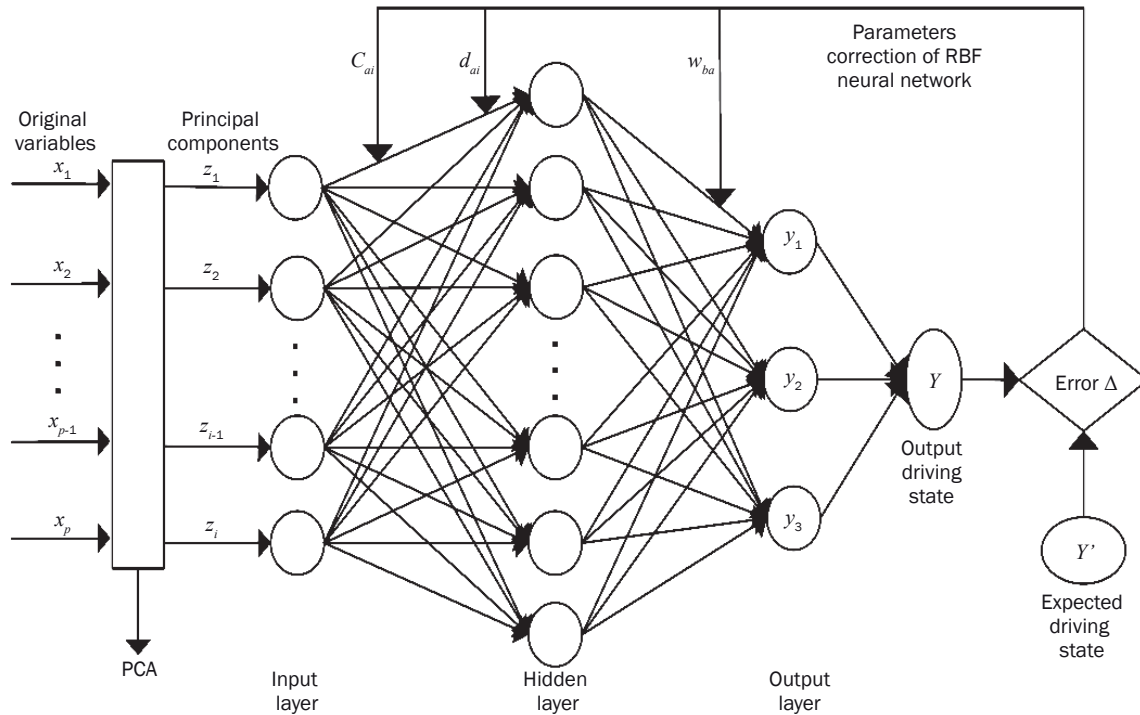 Parameters
correction of RBF
neural network
C_ai
d_ai
w_ba
Original
variables
Principal
components
x_1
z_1
x_2
z_2
y_1
y_2
Y
Error Δ
x_p-1
z_i-1
Output
driving
state
x_p
z_i
y_3
Y’
Expected
driving
state
PCA
Input
layer
Hidden
layer
Output
layer